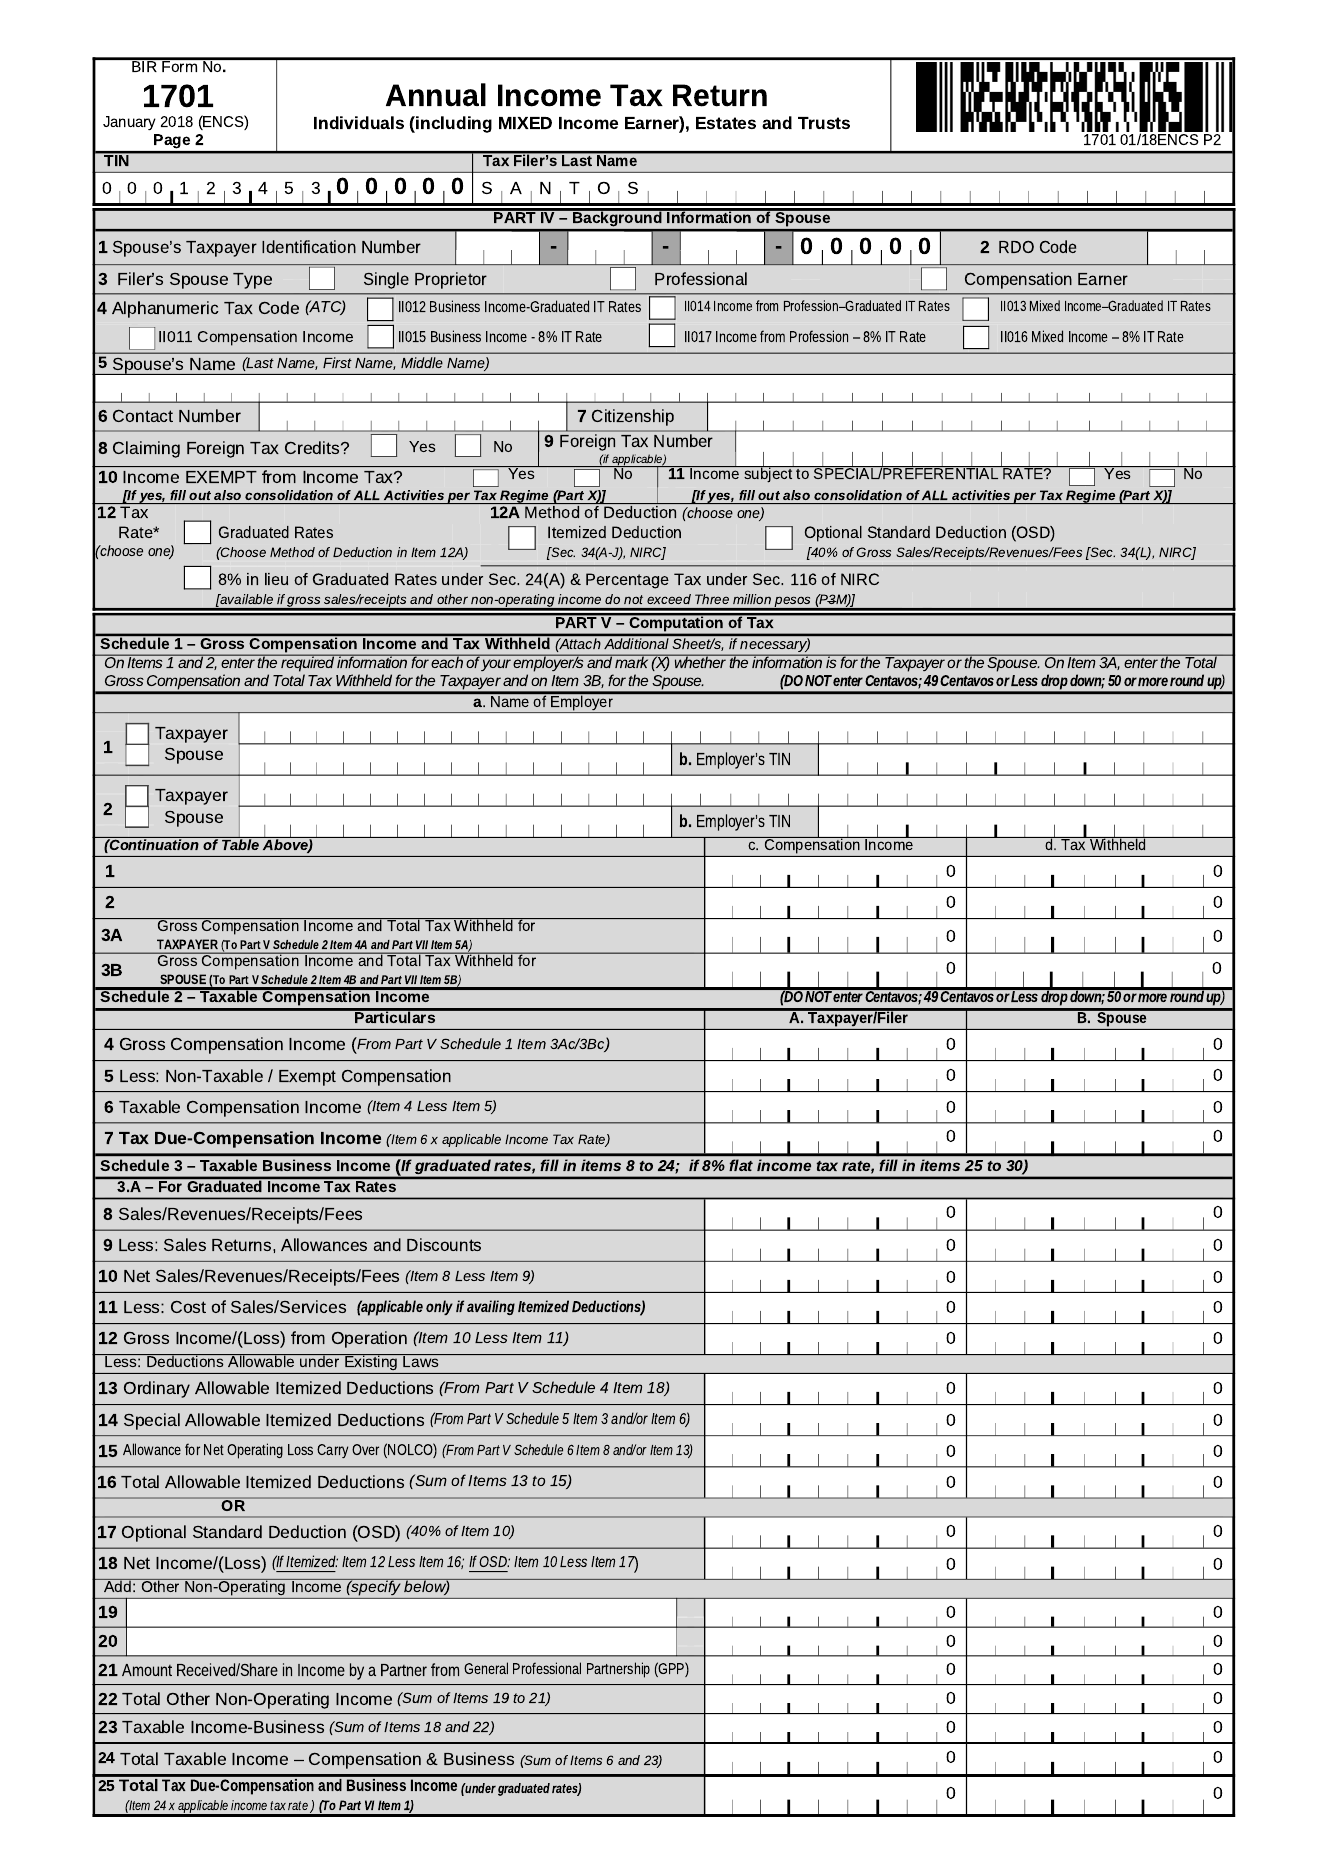 BIR Form No.
1701
January 2018 (ENCS)
Page 2
Annual Income Tax Return
Individuals (including MIXED Income Earner), Estates and Trusts
1701 01/18ENCS P2
TIN
Tax Filer's Last Name
0 0 0 1 2 3 4 5 3 0 0 0 0 0
S A N T O S
PART IV – Background Information of Spouse
1 Spouse's Taxpayer Identification Number - - - 0 0 0 0 0 2 RDO Code
3 Filer's Spouse Type Single Proprietor Professional Compensation Earner
4 Alphanumeric Tax Code (ATC) II012 Business Income-Graduated IT Rates II014 Income from Profession–Graduated IT Rates II013 Mixed Income–Graduated IT Rates
II011 Compensation Income II015 Business Income - 8% IT Rate II017 Income from Profession – 8% IT Rate II016 Mixed Income – 8% IT Rate
5 Spouse's Name (Last Name, First Name, Middle Name)
6 Contact Number 7 Citizenship
8 Claiming Foreign Tax Credits? Yes No 9 Foreign Tax Number
(if applicable)
10 Income EXEMPT from Income Tax? Yes No 11 Income subject to SPECIAL/PREFERENTIAL RATE? Yes No
[If yes, fill out also consolidation of ALL Activities per Tax Regime (Part X)] [If yes, fill out also consolidation of ALL activities per Tax Regime (Part X)]
12 Tax 12A Method of Deduction (choose one)
Rate* Graduated Rates Itemized Deduction Optional Standard Deduction (OSD)
(choose one) (Choose Method of Deduction in Item 12A) [Sec. 34(A-J), NIRC] [40% of Gross Sales/Receipts/Revenues/Fees [Sec. 34(L), NIRC]
8% in lieu of Graduated Rates under Sec. 24(A) & Percentage Tax under Sec. 116 of NIRC
[available if gross sales/receipts and other non-operating income do not exceed Three million pesos (P3M)]
PART V – Computation of Tax
Schedule 1 – Gross Compensation Income and Tax Withheld (Attach Additional Sheet/s, if necessary)
On Items 1 and 2, enter the required information for each of your employer/s and mark (X) whether the information is for the Taxpayer or the Spouse. On Item 3A, enter the Total
Gross Compensation and Total Tax Withheld for the Taxpayer and on Item 3B, for the Spouse. (DO NOT enter Centavos; 49 Centavos or Less drop down; 50 or more round up)
a. Name of Employer
1 Taxpayer
Spouse b. Employer's TIN
2 Taxpayer
Spouse b. Employer's TIN
(Continuation of Table Above) c. Compensation Income d. Tax Withheld
1 0 0
2 0 0
3A Gross Compensation Income and Total Tax Withheld for 0 0
TAXPAYER (To Part V Schedule 2 Item 4A and Part VII Item 5A)
3B Gross Compensation Income and Total Tax Withheld for 0 0
SPOUSE (To Part V Schedule 2 Item 4B and Part VII Item 5B)
Schedule 2 – Taxable Compensation Income (DO NOT enter Centavos; 49 Centavos or Less drop down; 50 or more round up)
Particulars A. Taxpayer/Filer B. Spouse
4 Gross Compensation Income (From Part V Schedule 1 Item 3Ac/3Bc) 0 0
5 Less: Non-Taxable / Exempt Compensation 0 0
6 Taxable Compensation Income (Item 4 Less Item 5) 0 0
7 Tax Due-Compensation Income (Item 6 x applicable Income Tax Rate) 0 0
Schedule 3 – Taxable Business Income (If graduated rates, fill in items 8 to 24; if 8% flat income tax rate, fill in items 25 to 30)
3.A – For Graduated Income Tax Rates
8 Sales/Revenues/Receipts/Fees 0 0
9 Less: Sales Returns, Allowances and Discounts 0 0
10 Net Sales/Revenues/Receipts/Fees (Item 8 Less Item 9) 0 0
11 Less: Cost of Sales/Services (applicable only if availing Itemized Deductions) 0 0
12 Gross Income/(Loss) from Operation (Item 10 Less Item 11) 0 0
Less: Deductions Allowable under Existing Laws
13 Ordinary Allowable Itemized Deductions (From Part V Schedule 4 Item 18) 0 0
14 Special Allowable Itemized Deductions (From Part V Schedule 5 Item 3 and/or Item 6) 0 0
15 Allowance for Net Operating Loss Carry Over (NOLCO) (From Part V Schedule 6 Item 8 and/or Item 13) 0 0
16 Total Allowable Itemized Deductions (Sum of Items 13 to 15) 0 0
OR
17 Optional Standard Deduction (OSD) (40% of Item 10) 0 0
18 Net Income/(Loss) (If Itemized: Item 12 Less Item 16; If OSD: Item 10 Less Item 17) 0 0
Add: Other Non-Operating Income (specify below)
19 0 0
20 0 0
21 Amount Received/Share in Income by a Partner from General Professional Partnership (GPP) 0 0
22 Total Other Non-Operating Income (Sum of Items 19 to 21) 0 0
23 Taxable Income-Business (Sum of Items 18 and 22) 0 0
24 Total Taxable Income – Compensation & Business (Sum of Items 6 and 23) 0 0
25 Total Tax Due-Compensation and Business Income (under graduated rates) 0 0
(Item 24 x applicable income tax rate ) (To Part VI Item 1)